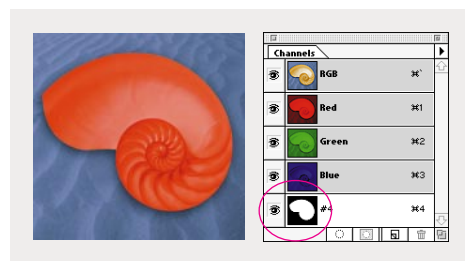 Channels
RGB ⌘`
Red ⌘1
Green ⌘2
Blue ⌘3
#4 ⌘4